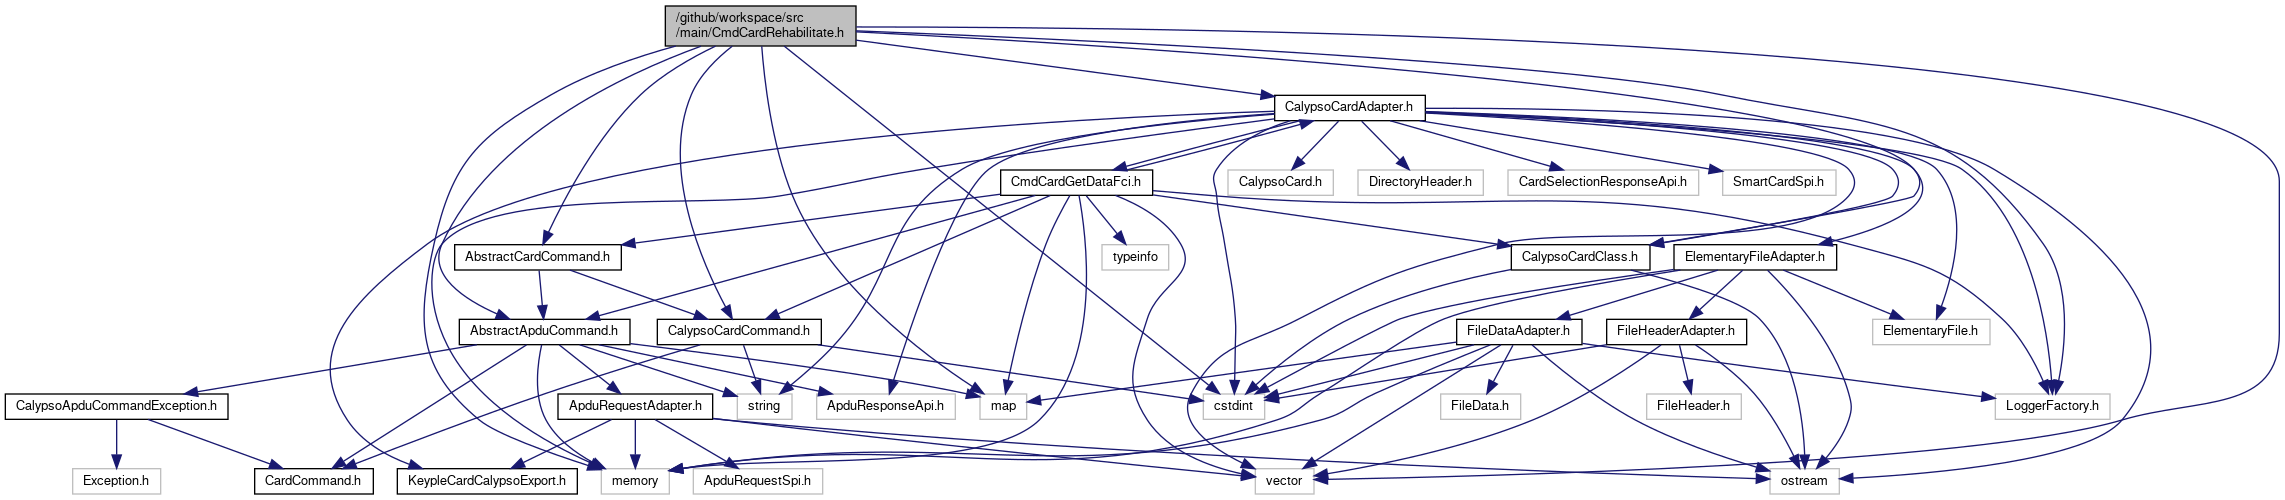 /github/workspace/src
/main/CmdCardRehabilitate.h
CalypsoCardAdapter.h
CmdCardGetDataFci.h
CalypsoCard.h
DirectoryHeader.h
CardSelectionResponseApi.h
SmartCardSpi.h
AbstractCardCommand.h
typeinfo
CalypsoCardClass.h
ElementaryFileAdapter.h
AbstractApduCommand.h
CalypsoCardCommand.h
FileDataAdapter.h
FileHeaderAdapter.h
ElementaryFile.h
CalypsoApduCommandException.h
ApduRequestAdapter.h
string
ApduResponseApi.h
map
cstdint
FileData.h
FileHeader.h
LoggerFactory.h
Exception.h
CardCommand.h
KeypleCardCalypsoExport.h
memory
ApduRequestSpi.h
vector
ostream